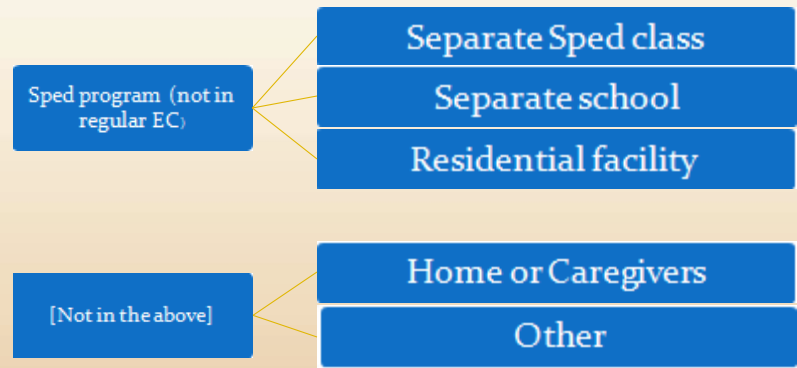 Sped program (not in
regular EC)
Separate Sped class
Separate school
Residential facility
[Not in the above]
Home or Caregivers
Other